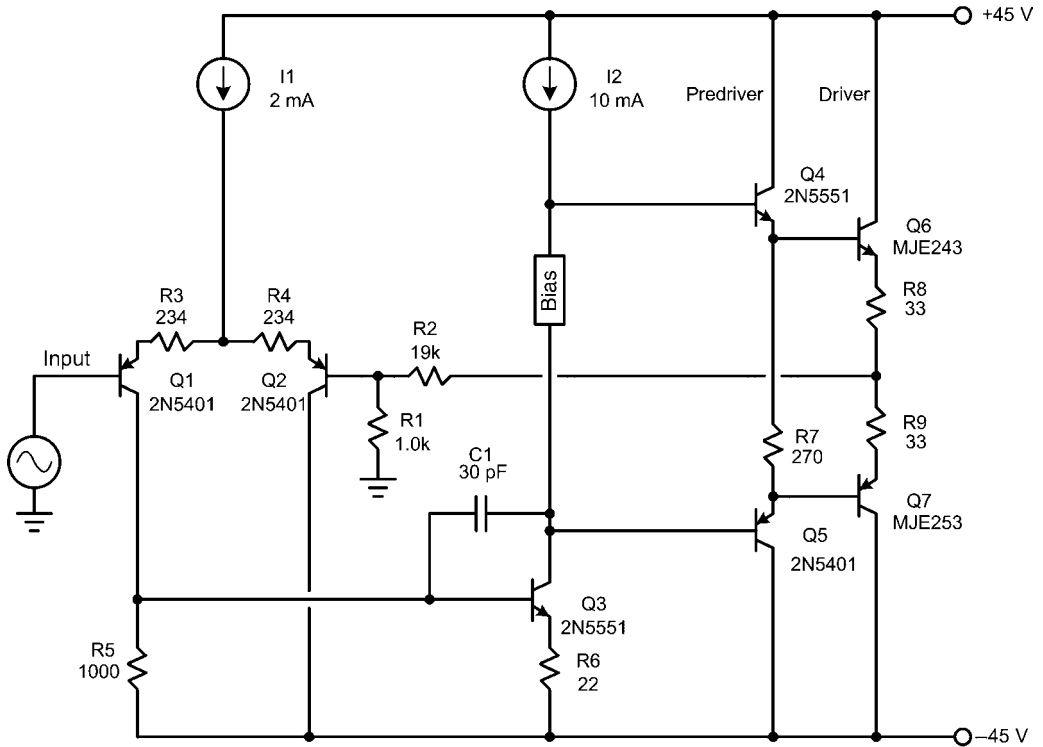 +45 V
I1
2 mA
I2
10 mA
Predriver
Driver
Q4
2N5551
Q6
MJE243
Bias
R3
234
R4
234
R2
19k
R8
33
Input
Q1
2N5401
Q2
2N5401
R1
1.0k
R9
33
R7
270
C1
30 pF
Q7
MJE253
Q5
2N5401
Q3
2N5551
R5
1000
R6
22
–45 V